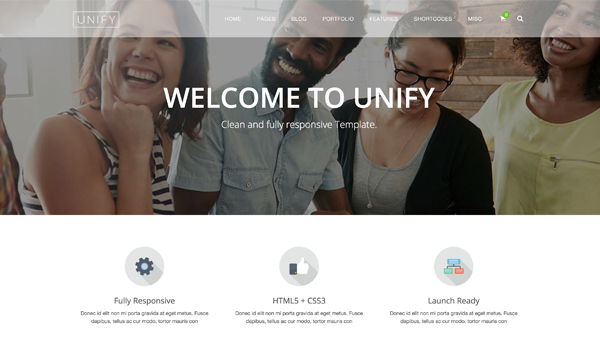 UNIFY
HOME PAGES BLOG PORTFOLIO FEATURES SHORTCODES MISC
WELCOME TO UNIFY
Clean and fully responsive Template.
Fully Responsive
Donec id elit non mi porta gravida at eget metus. Fusce
dapibus, tellus ac cur modo, tortor mauris con
HTML5 + CSS3
Donec id elit non mi porta gravida at eget metus. Fusce
dapibus, tellus ac cur modo, tortor mauris con
Launch Ready
Donec id elit non mi porta gravida at eget metus. Fusce
dapibus, tellus ac cur modo, tortor mauris con